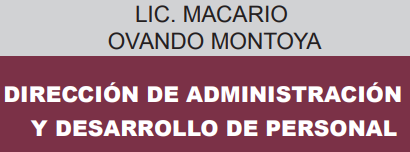 LIC. MACARIO
OVANDO MONTOYA
DIRECCIÓN DE ADMINISTRACIÓN
Y DESARROLLO DE PERSONAL